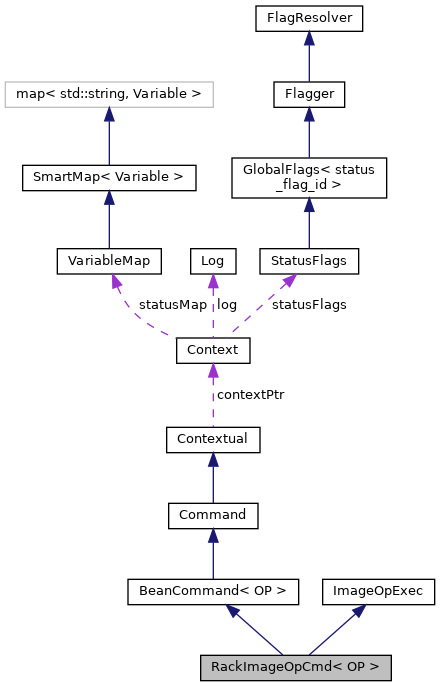 FlagResolver
map< std::string, Variable >
Flagger
SmartMap< Variable >
GlobalFlags< status
_flag_id >
VariableMap
Log
StatusFlags
statusMap
log
statusFlags
Context
contextPtr
Contextual
Command
BeanCommand< OP >
ImageOpExec
RackImageOpCmd< OP >